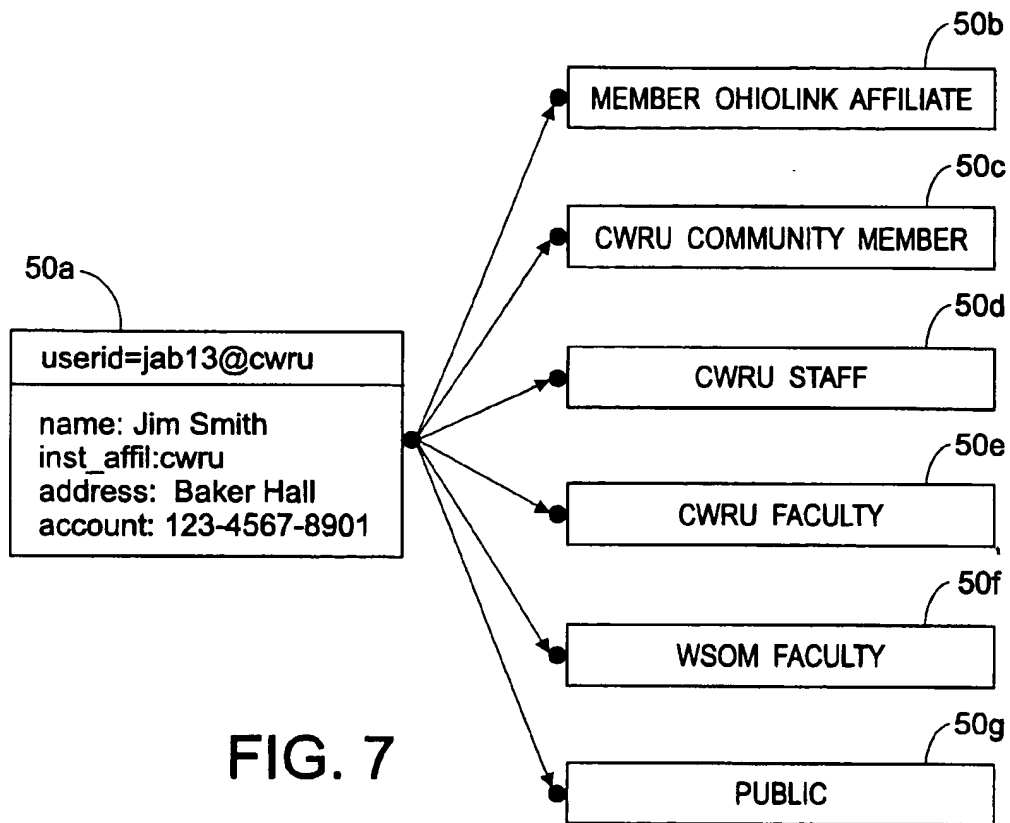 50b
MEMBER OHIOLINK AFFILIATE
50c
CWRU COMMUNITY MEMBER
50a
userid=jab13@cwru
name: Jim Smith
inst_affil:cwru
address: Baker Hall
account: 123-4567-8901
50d
CWRU STAFF
50e
CWRU FACULTY
50f
WSOM FACULTY
50g
PUBLIC
FIG. 7